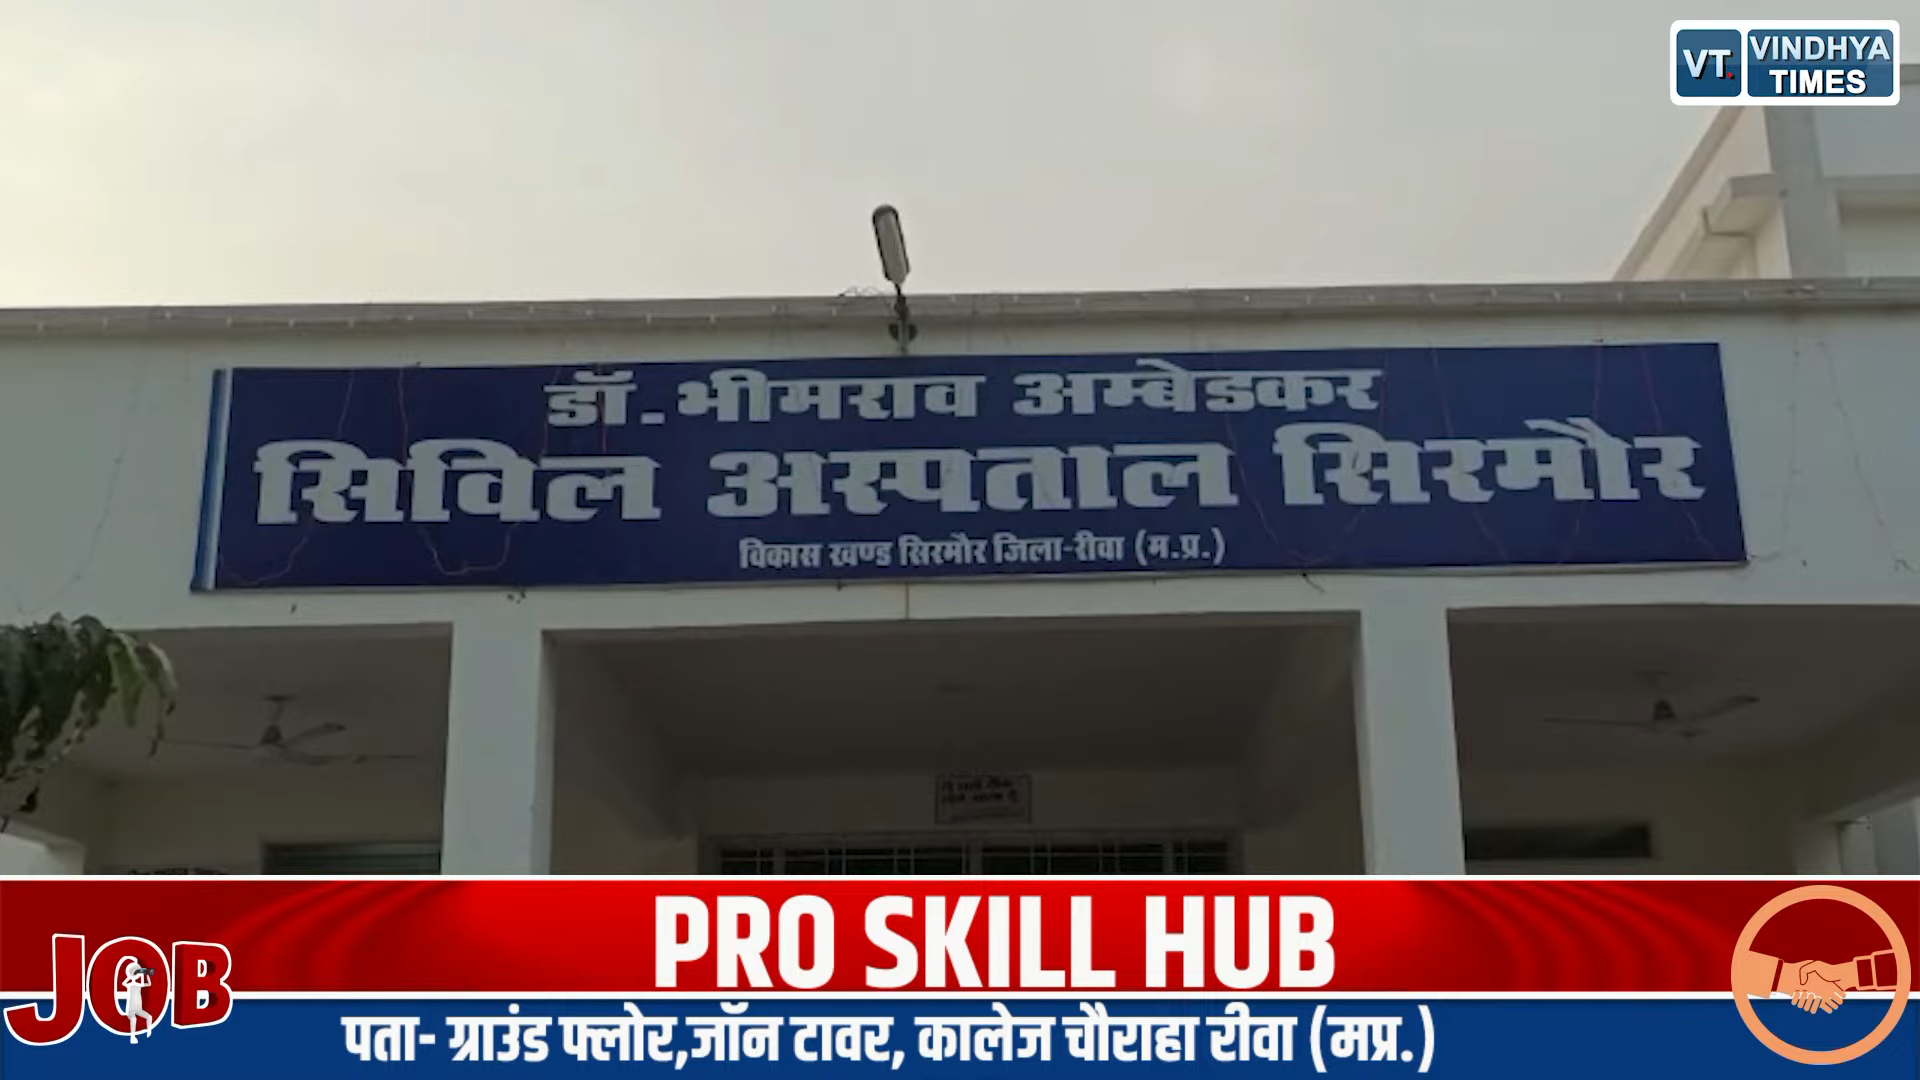 VT. VINDHYA
TIMES
डॉ. भीमराव अम्बेडकर
सिविल अस्पताल सिरमौर
विकास खण्ड सिरमौर जिला-रीवा (म.प्र.)
PRO SKILL HUB
JOB
पता- ग्राउंड फ्लोर,जॉन टावर, कालेज चौराहा रीवा (मप्र.)